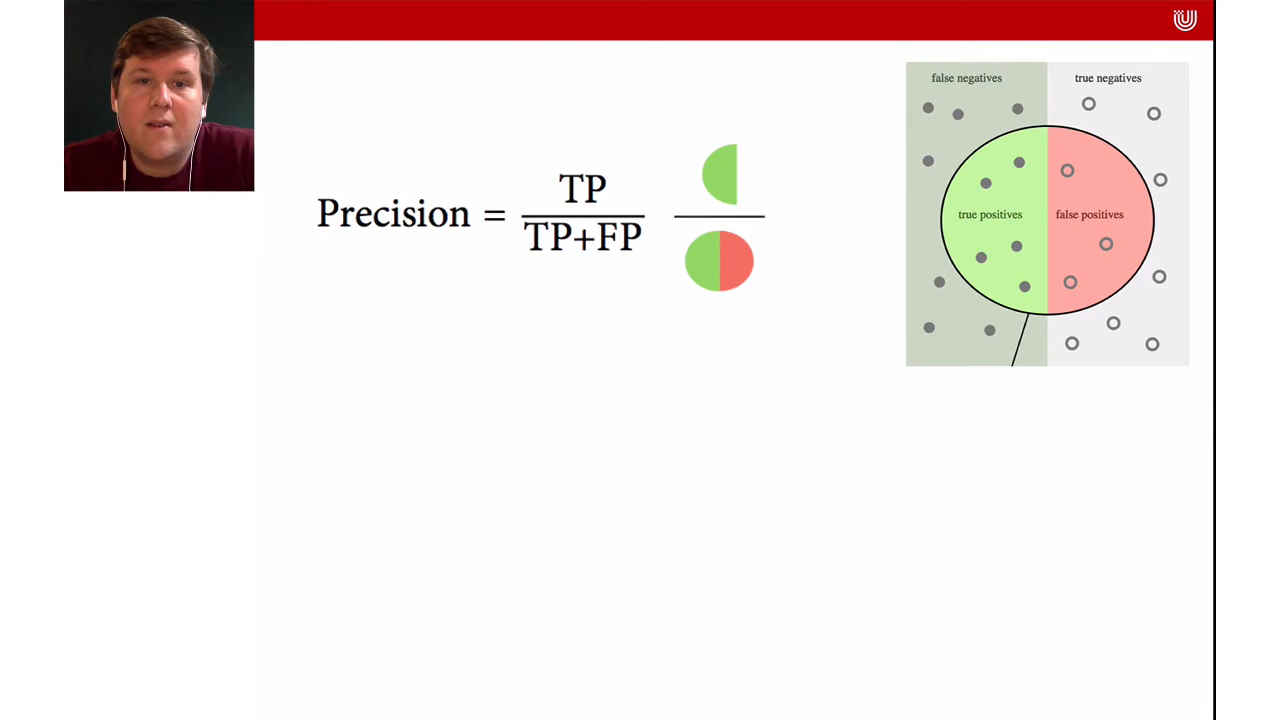 false negatives
true negatives
Precision = TP
TP+FP
true positives
false positives